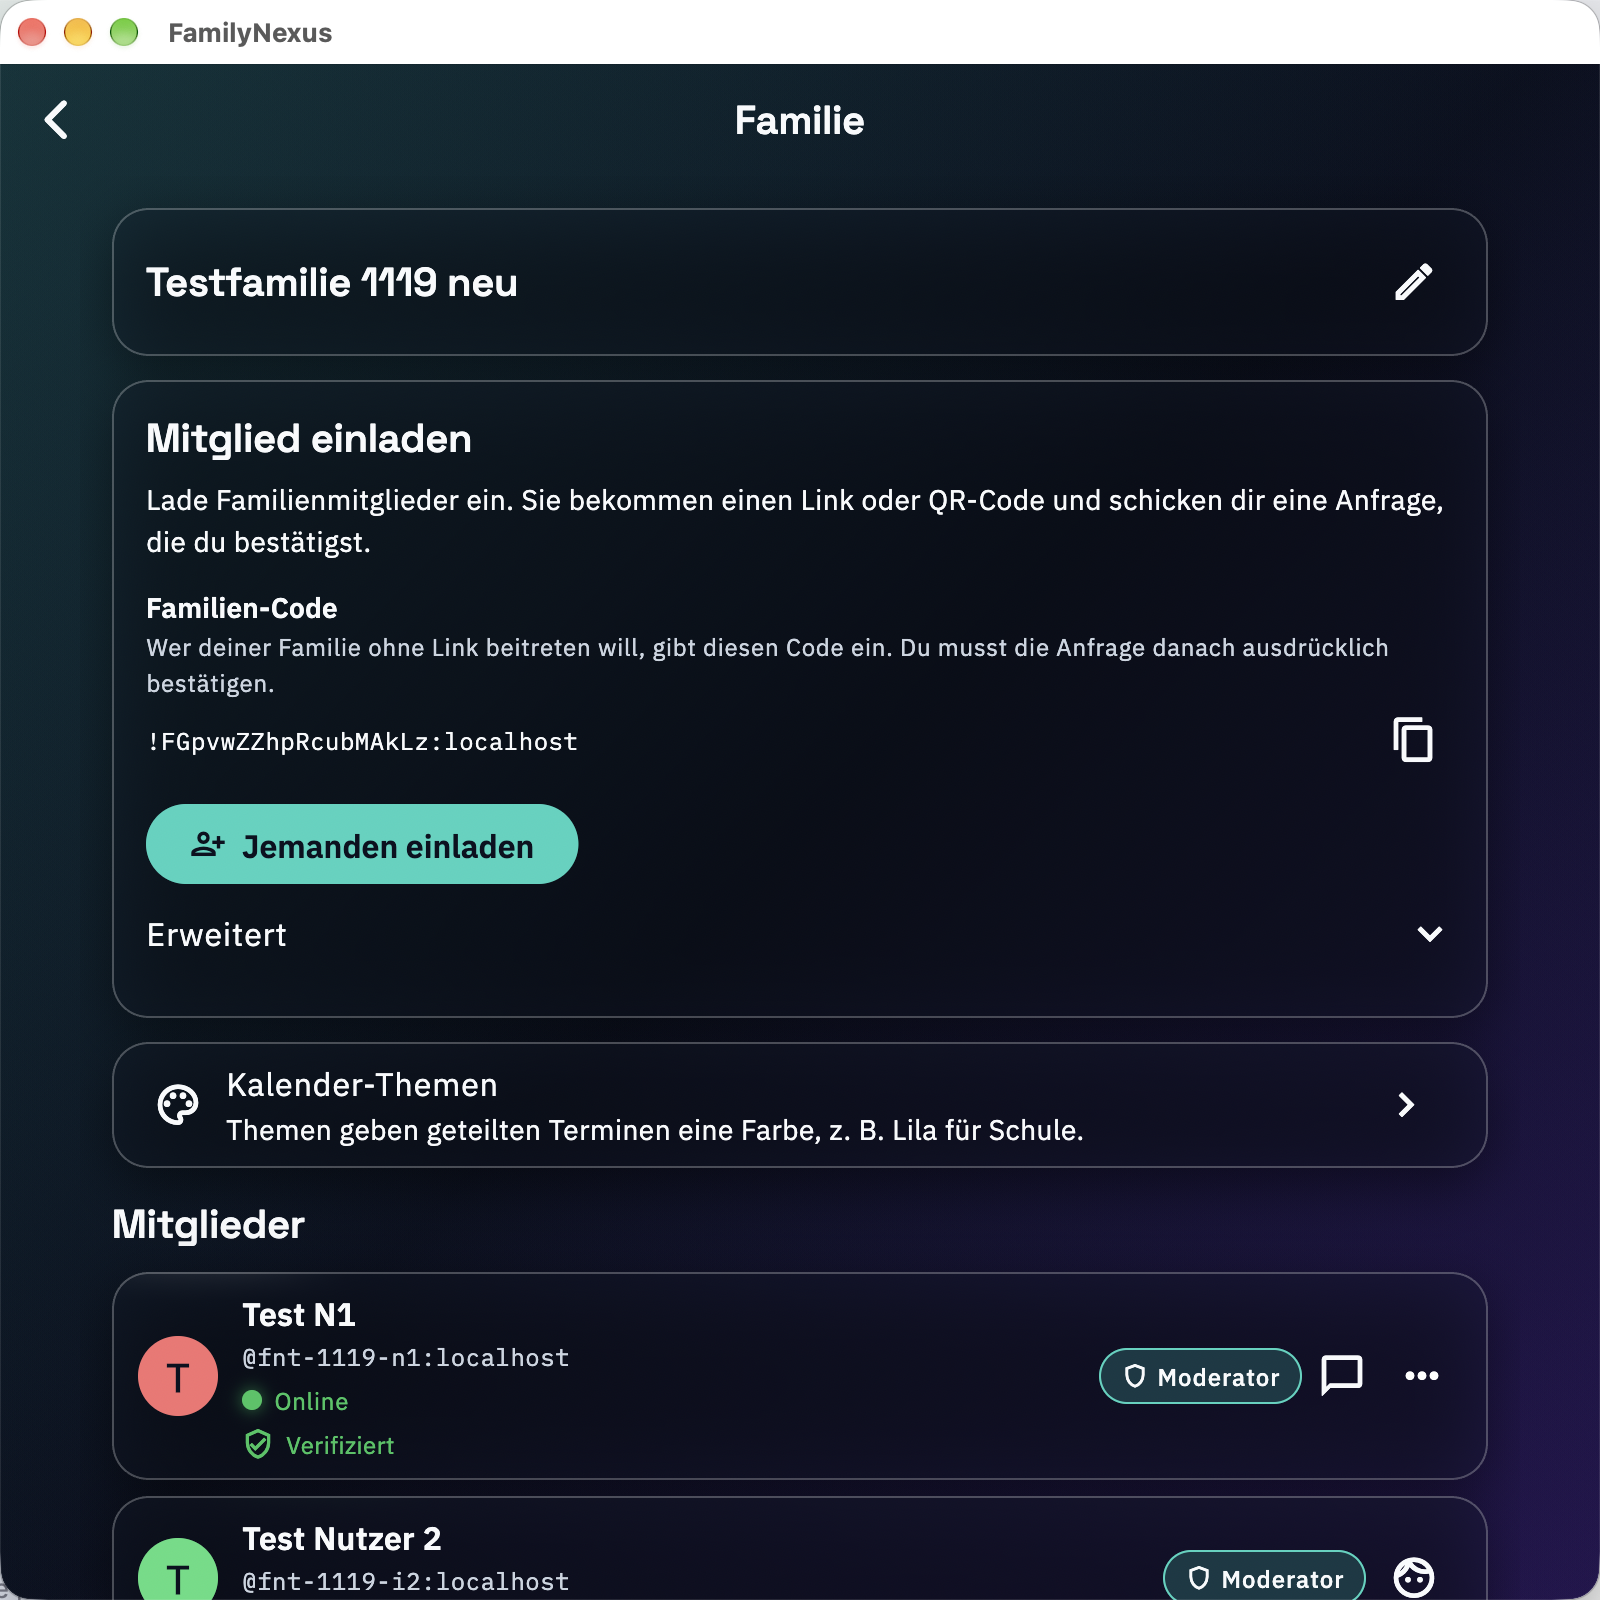 FamilyNexus
Familie
Testfamilie 1119 neu
Mitglied einladen
Lade Familienmitglieder ein. Sie bekommen einen Link oder QR-Code und schicken dir eine Anfrage,
die du bestätigst.
Familien-Code
Wer deiner Familie ohne Link beitreten will, gibt diesen Code ein. Du musst die Anfrage danach ausdrücklich
bestätigen.
!FGpvwZZhpRcubMAkLz:localhost
Jemanden einladen
Erweitert
Kalender-Themen
Themen geben geteilten Terminen eine Farbe, z. B. Lila für Schule.
Mitglieder
T
Test N1
@fnt-1119-n1:localhost
Online
Verifiziert
Moderator
T
Test Nutzer 2
@fnt-1119-i2:localhost
Moderator